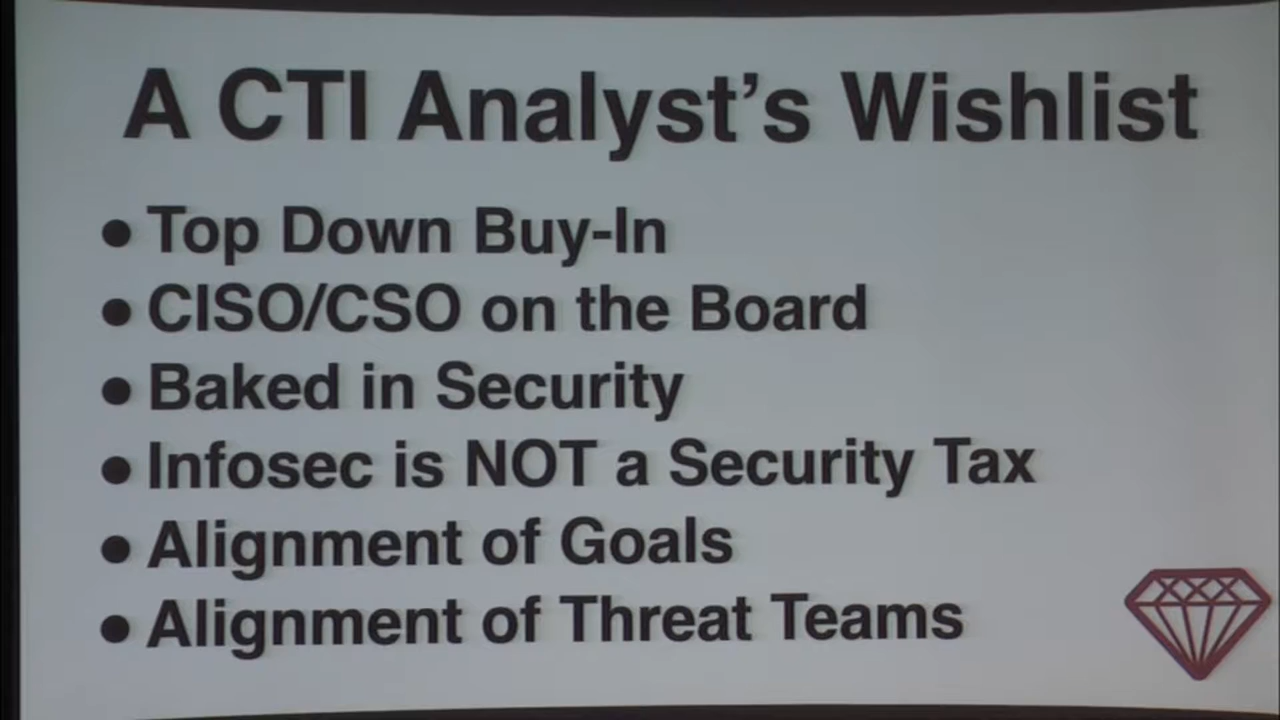 A CTI Analyst's Wishlist
● Top Down Buy-In
● CISO/CSO on the Board
● Baked in Security
● Infosec is NOT a Security Tax
● Alignment of Goals
● Alignment of Threat Teams